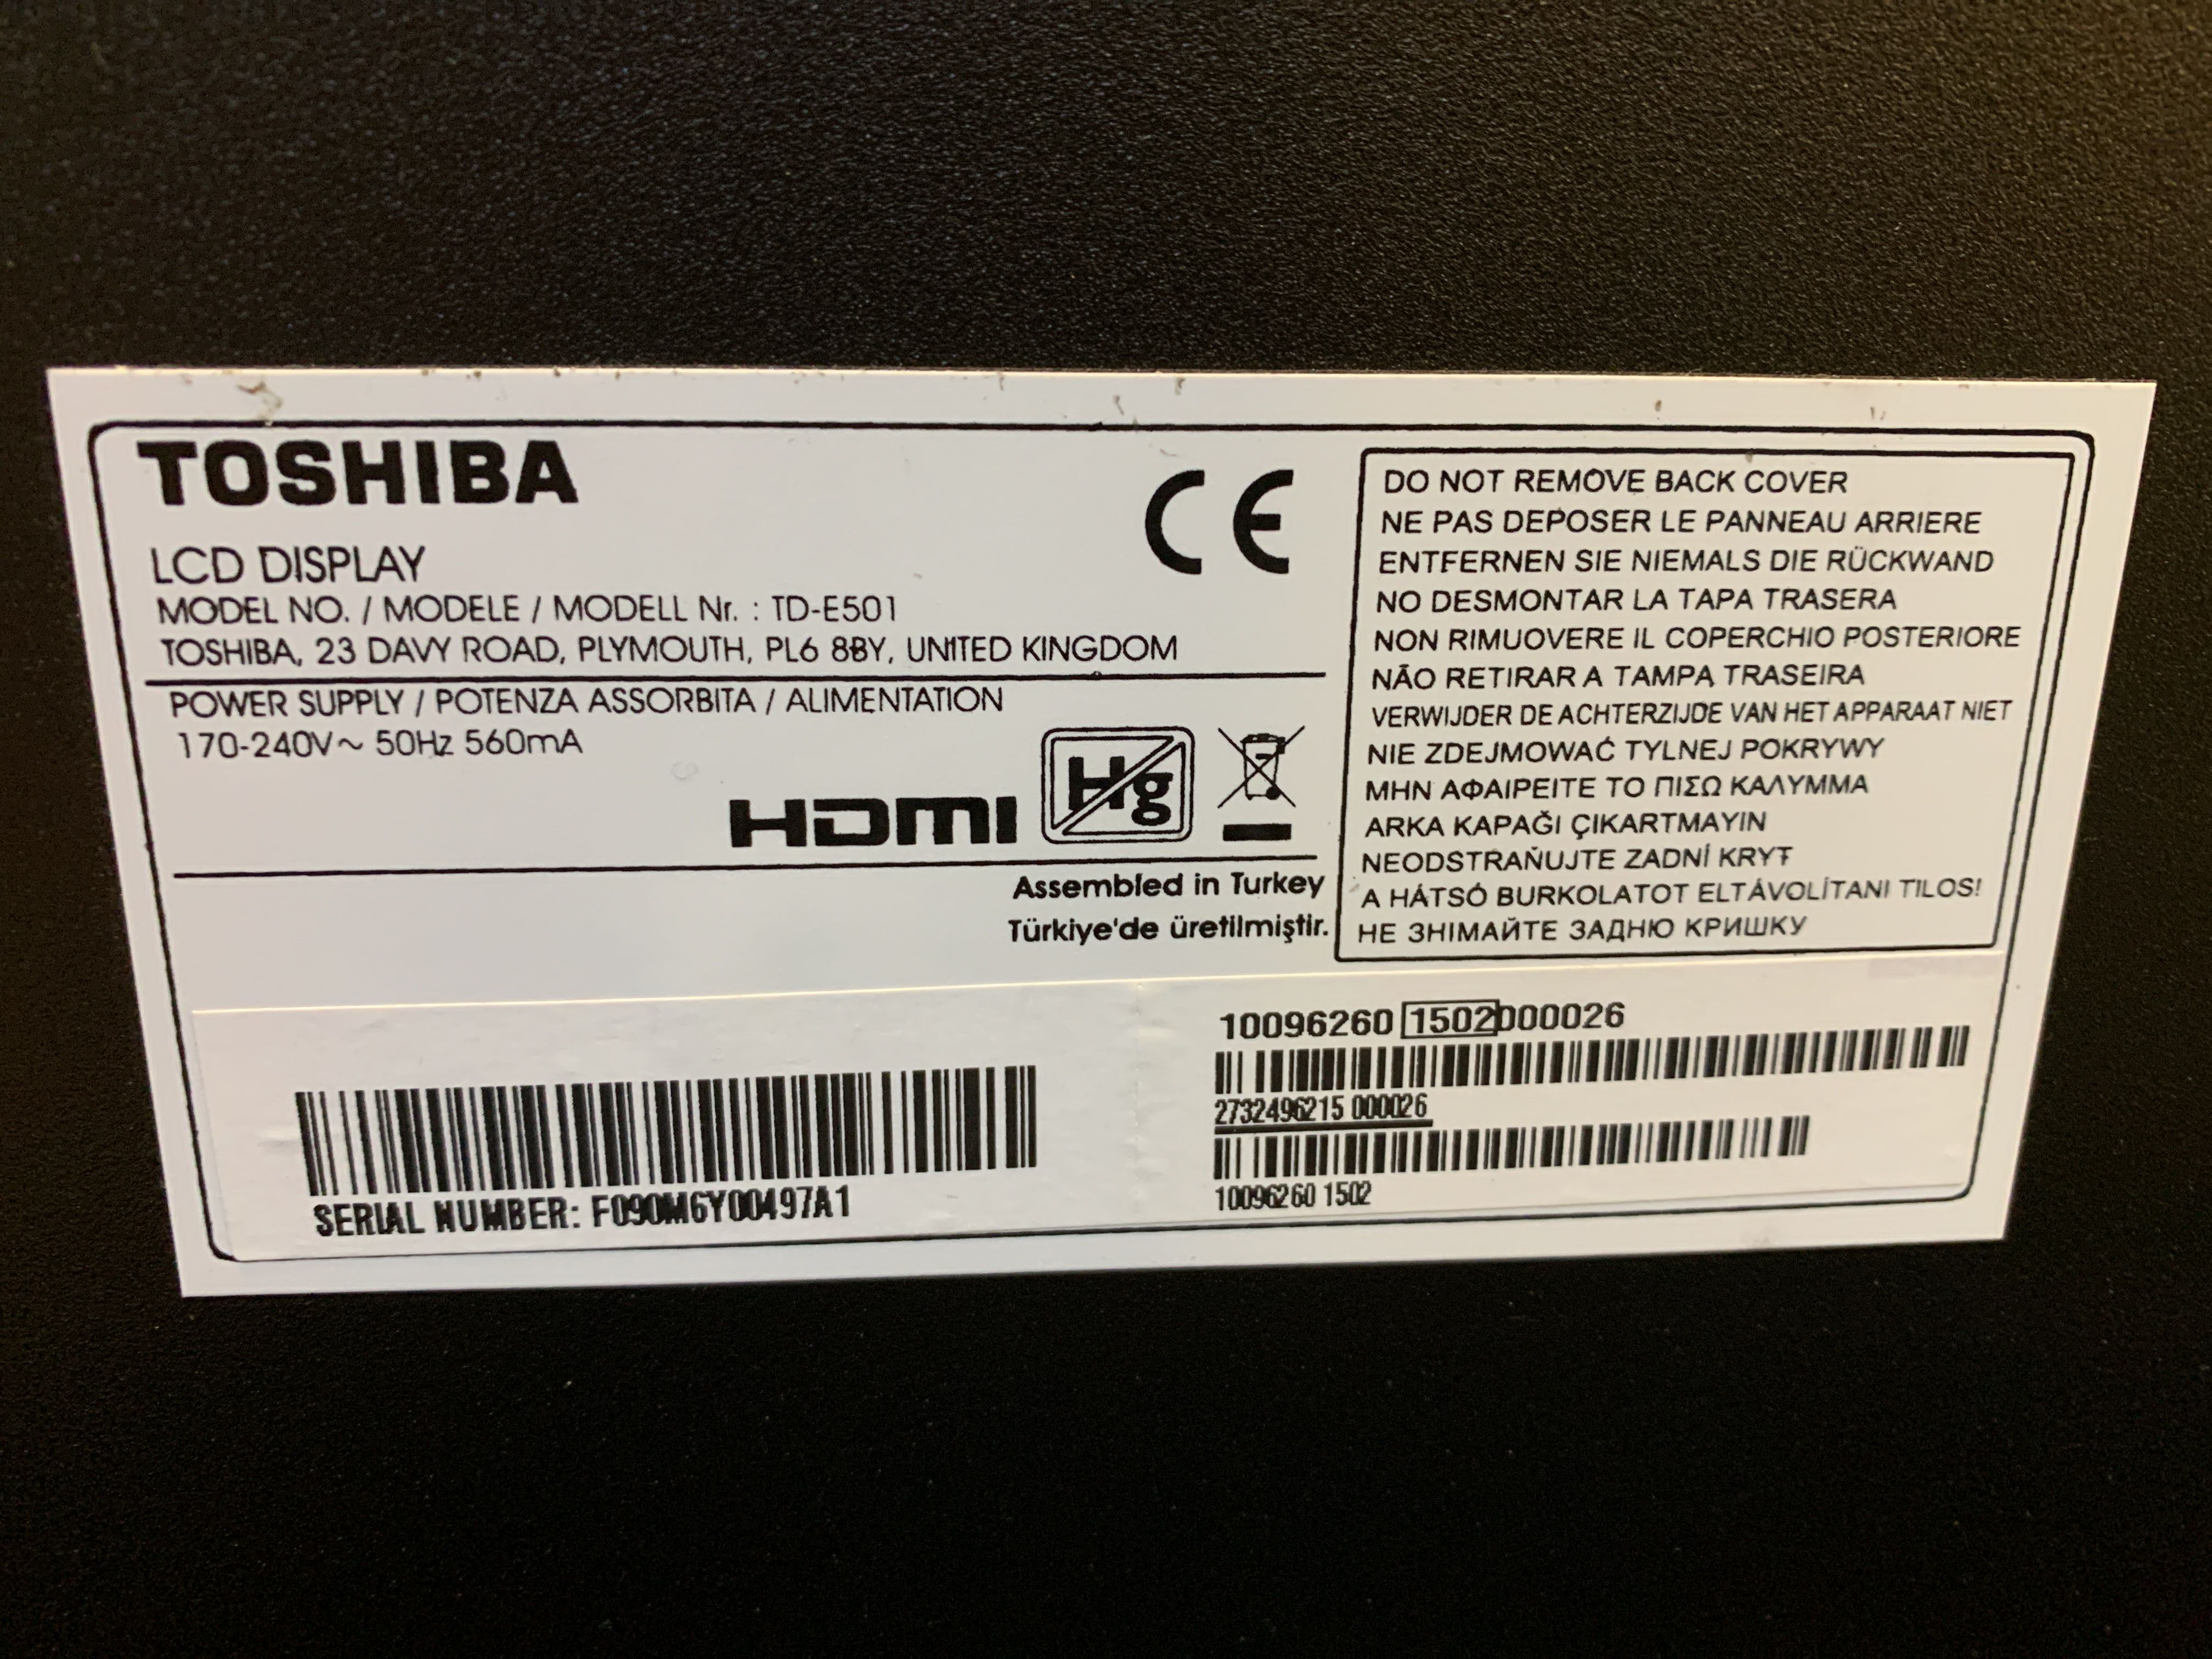 TOSHIBA
LCD DISPLAY
MODEL NO. / MODELE / MODELL Nr. : TD-E501
TOSHIBA, 23 DAVY ROAD, PLYMOUTH, PL6 8BY, UNITED KINGDOM
POWER SUPPLY / POTENZA ASSORBITA / ALIMENTATION
170-240V~ 50Hz 560mA
CE
HDMI
Hg
Assembled in Turkey
Türkiye'de üretilmiştir.
DO NOT REMOVE BACK COVER
NE PAS DEPOSER LE PANNEAU ARRIERE
ENTFERNEN SIE NIEMALS DIE RÜCKWAND
NO DESMONTAR LA TAPA TRASERA
NON RIMUOVERE IL COPERCHIO POSTERIORE
NÃO RETIRAR A TAMPA TRASEIRA
VERWIJDER DE ACHTERZIJDE VAN HET APPARAAT NIET
NIE ZDEJMOWAĆ TYLNEJ POKRYWY
ΜΗΝ ΑΦΑΙΡΕΙΤΕ ΤΟ ΠΙΣΩ ΚΑΛΥΜΜΑ
ARKA KAPAĞI ÇIKARTMAYIN
NEODSTRAŇUJTE ZADNÍ KRYT
A HÁTSÓ BURKOLATOT ELTÁVOLÍTANI TILOS!
НЕ ЗНІМАЙТЕ ЗАДНЮ КРИШКУ
SERIAL NUMBER: F090M6Y00497A1
10096260 1502000026
2732496215 000026
10096260 1502